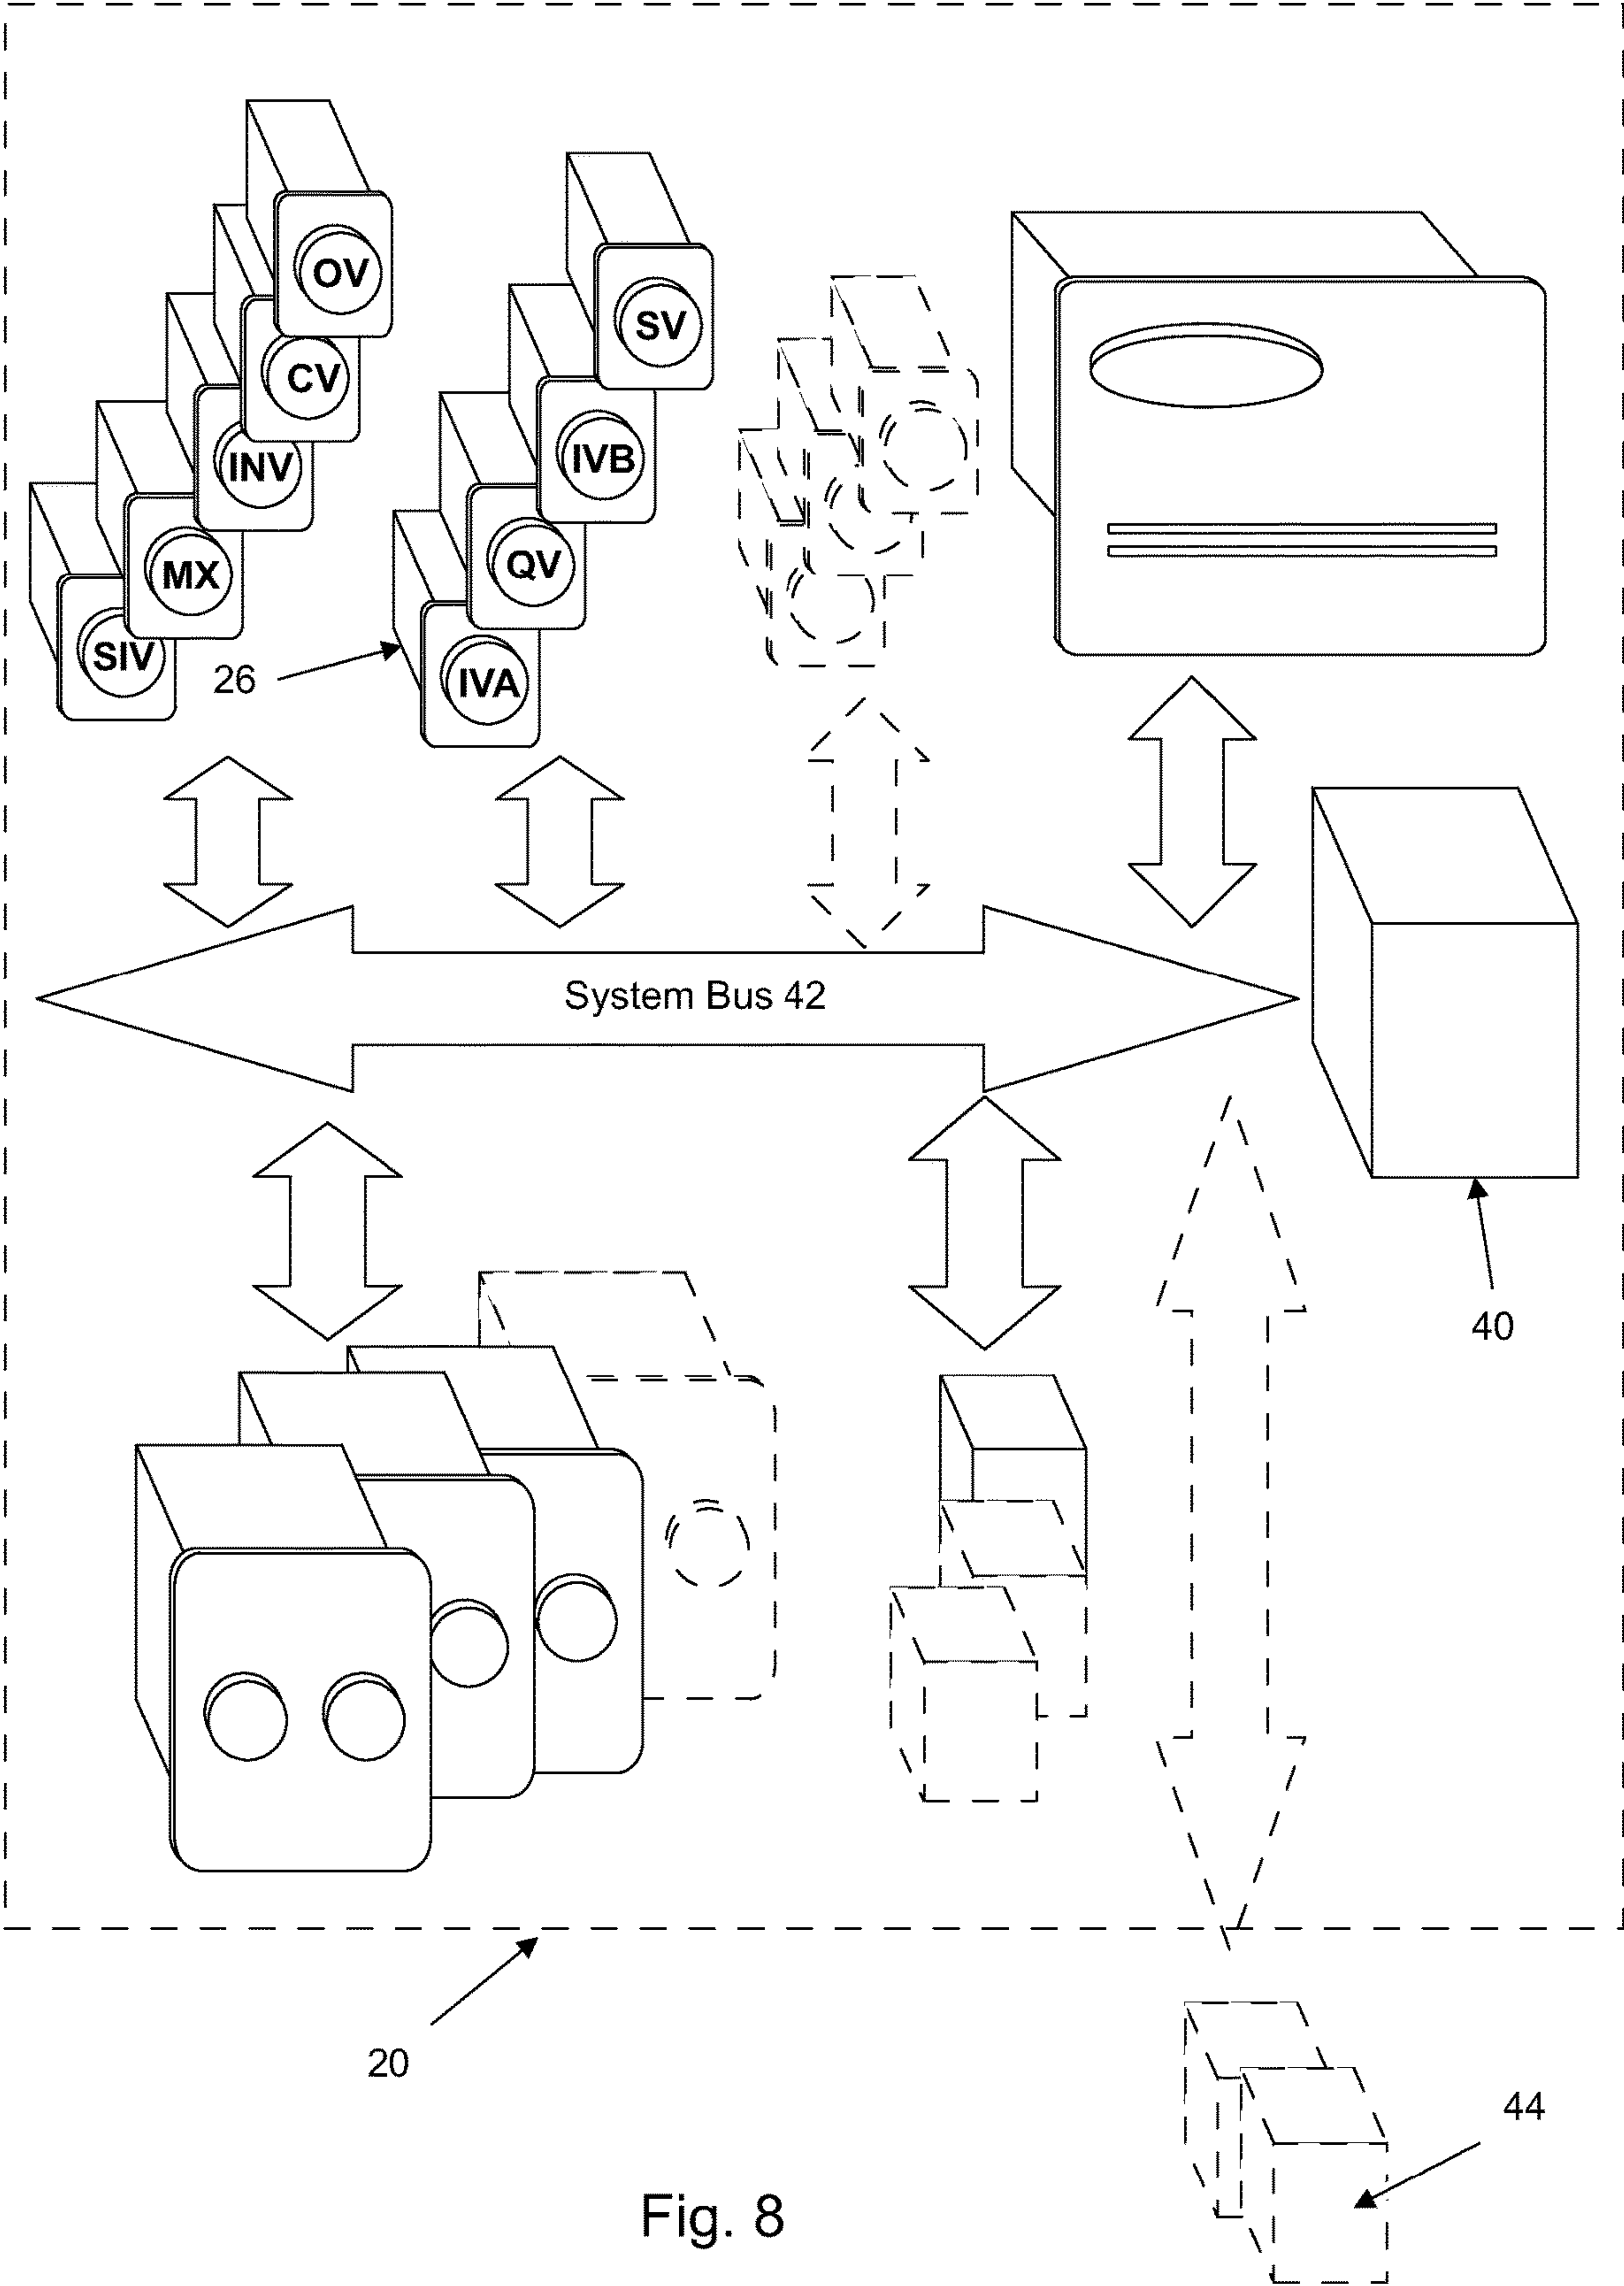 OV
SV
CV
IVB
INV
QV
MX
SIV
26
IVA
System Bus 42
40
20
44
Fig. 8